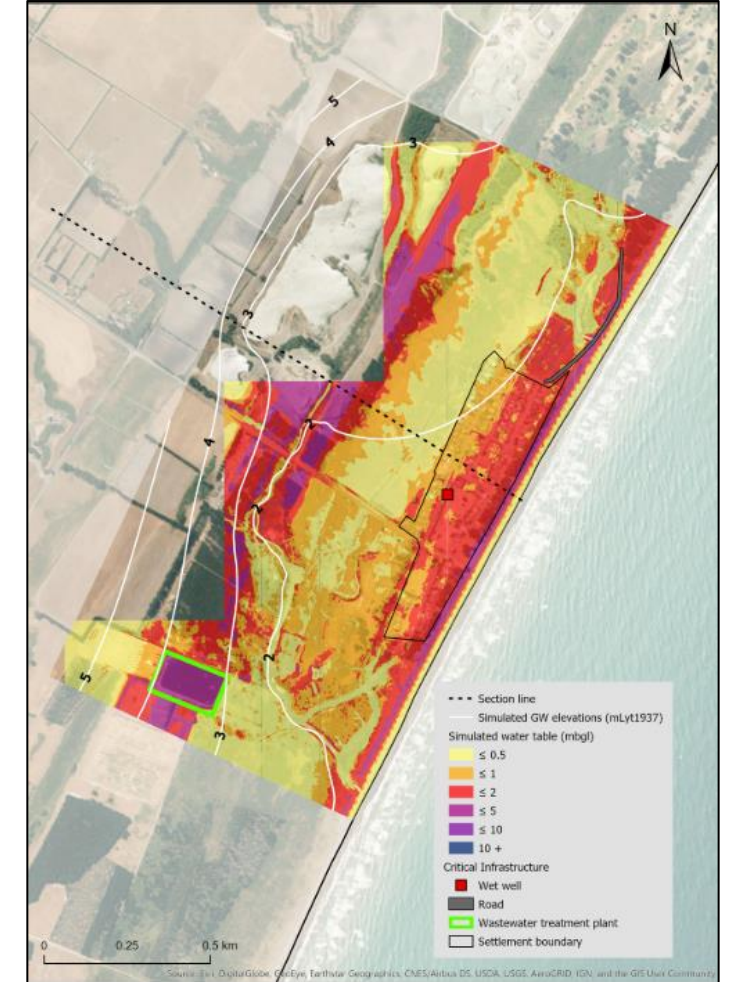 N
5
4
3
3
4
2
2
2
5
3
Section line
Simulated GW elevations (mLyt1937)
Simulated water table (mbgl)
≤ 0.5
≤ 1
≤ 2
≤ 5
≤ 10
10 +
Critical Infrastructure
Wet well
Road
Wastewater treatment plant
Settlement boundary
0 0.25 0.5 km
Source: Esri, DigitalGlobe, GeoEye, Earthstar Geographics, CNES/Airbus DS, USDA, USGS, AeroGRID, IGN, and the GIS User Community